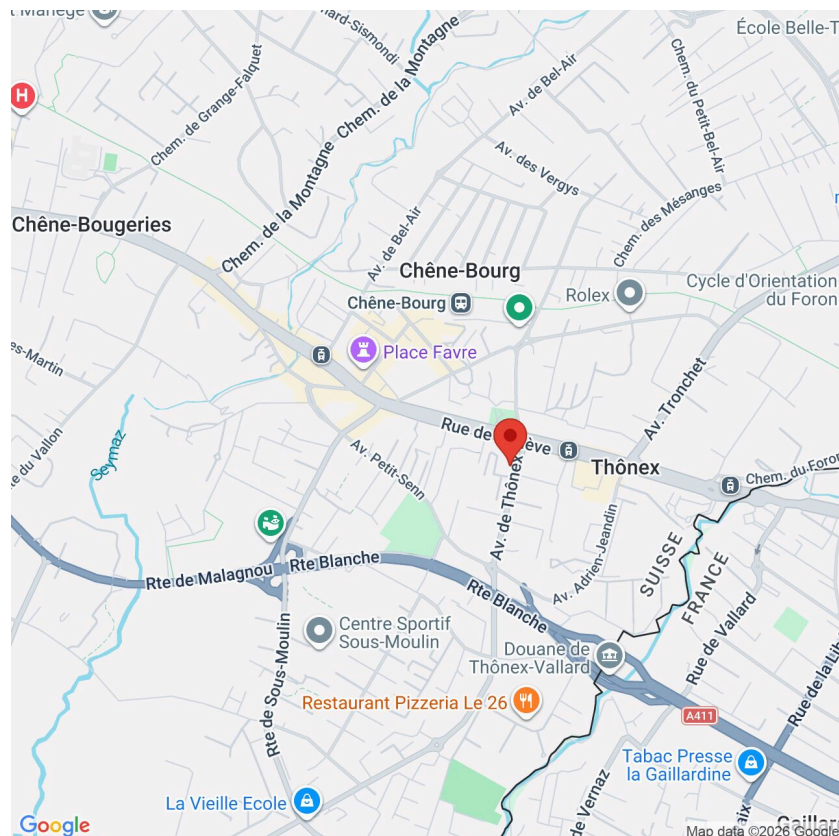 t Manège
nard-Sismondi
École Belle-T
H
Chem. de Grange-Falquet
Chem. de la Montagne
Av. de Bel-Air
Chem. du Petit-Bel-Air
Av. des Vergys
Chem. des Mésanges
Chêne-Bougeries
Chem. de la Montagne
Av. de Bel-Air
Chêne-Bourg
Chêne-Bourg
Rolex
Cycle d'Orientation
du Foron
Place Favre
es-Martin
Av. Tronchet
Rue de
ève
Thônex
Chem. du Foron
Seymaz
e du Vallon
Av. Petit-Senn
Av. de Thônex
Av. Adrien-Jeandin
SUISSE
FRANCE
Rte de Malagnou
Rte Blanche
Rte Blanche
Centre Sportif
Sous-Moulin
Rte de Sous-Moulin
Douane de
Thônex-Vallard
Rue de Vallard
Restaurant Pizzeria Le 26
A411
Rue de la Lib
Tabac Presse
la Gaillardine
La Vieille Ecole
de Vernaz
aix
Gaillar
Google
Map data ©2026 Google